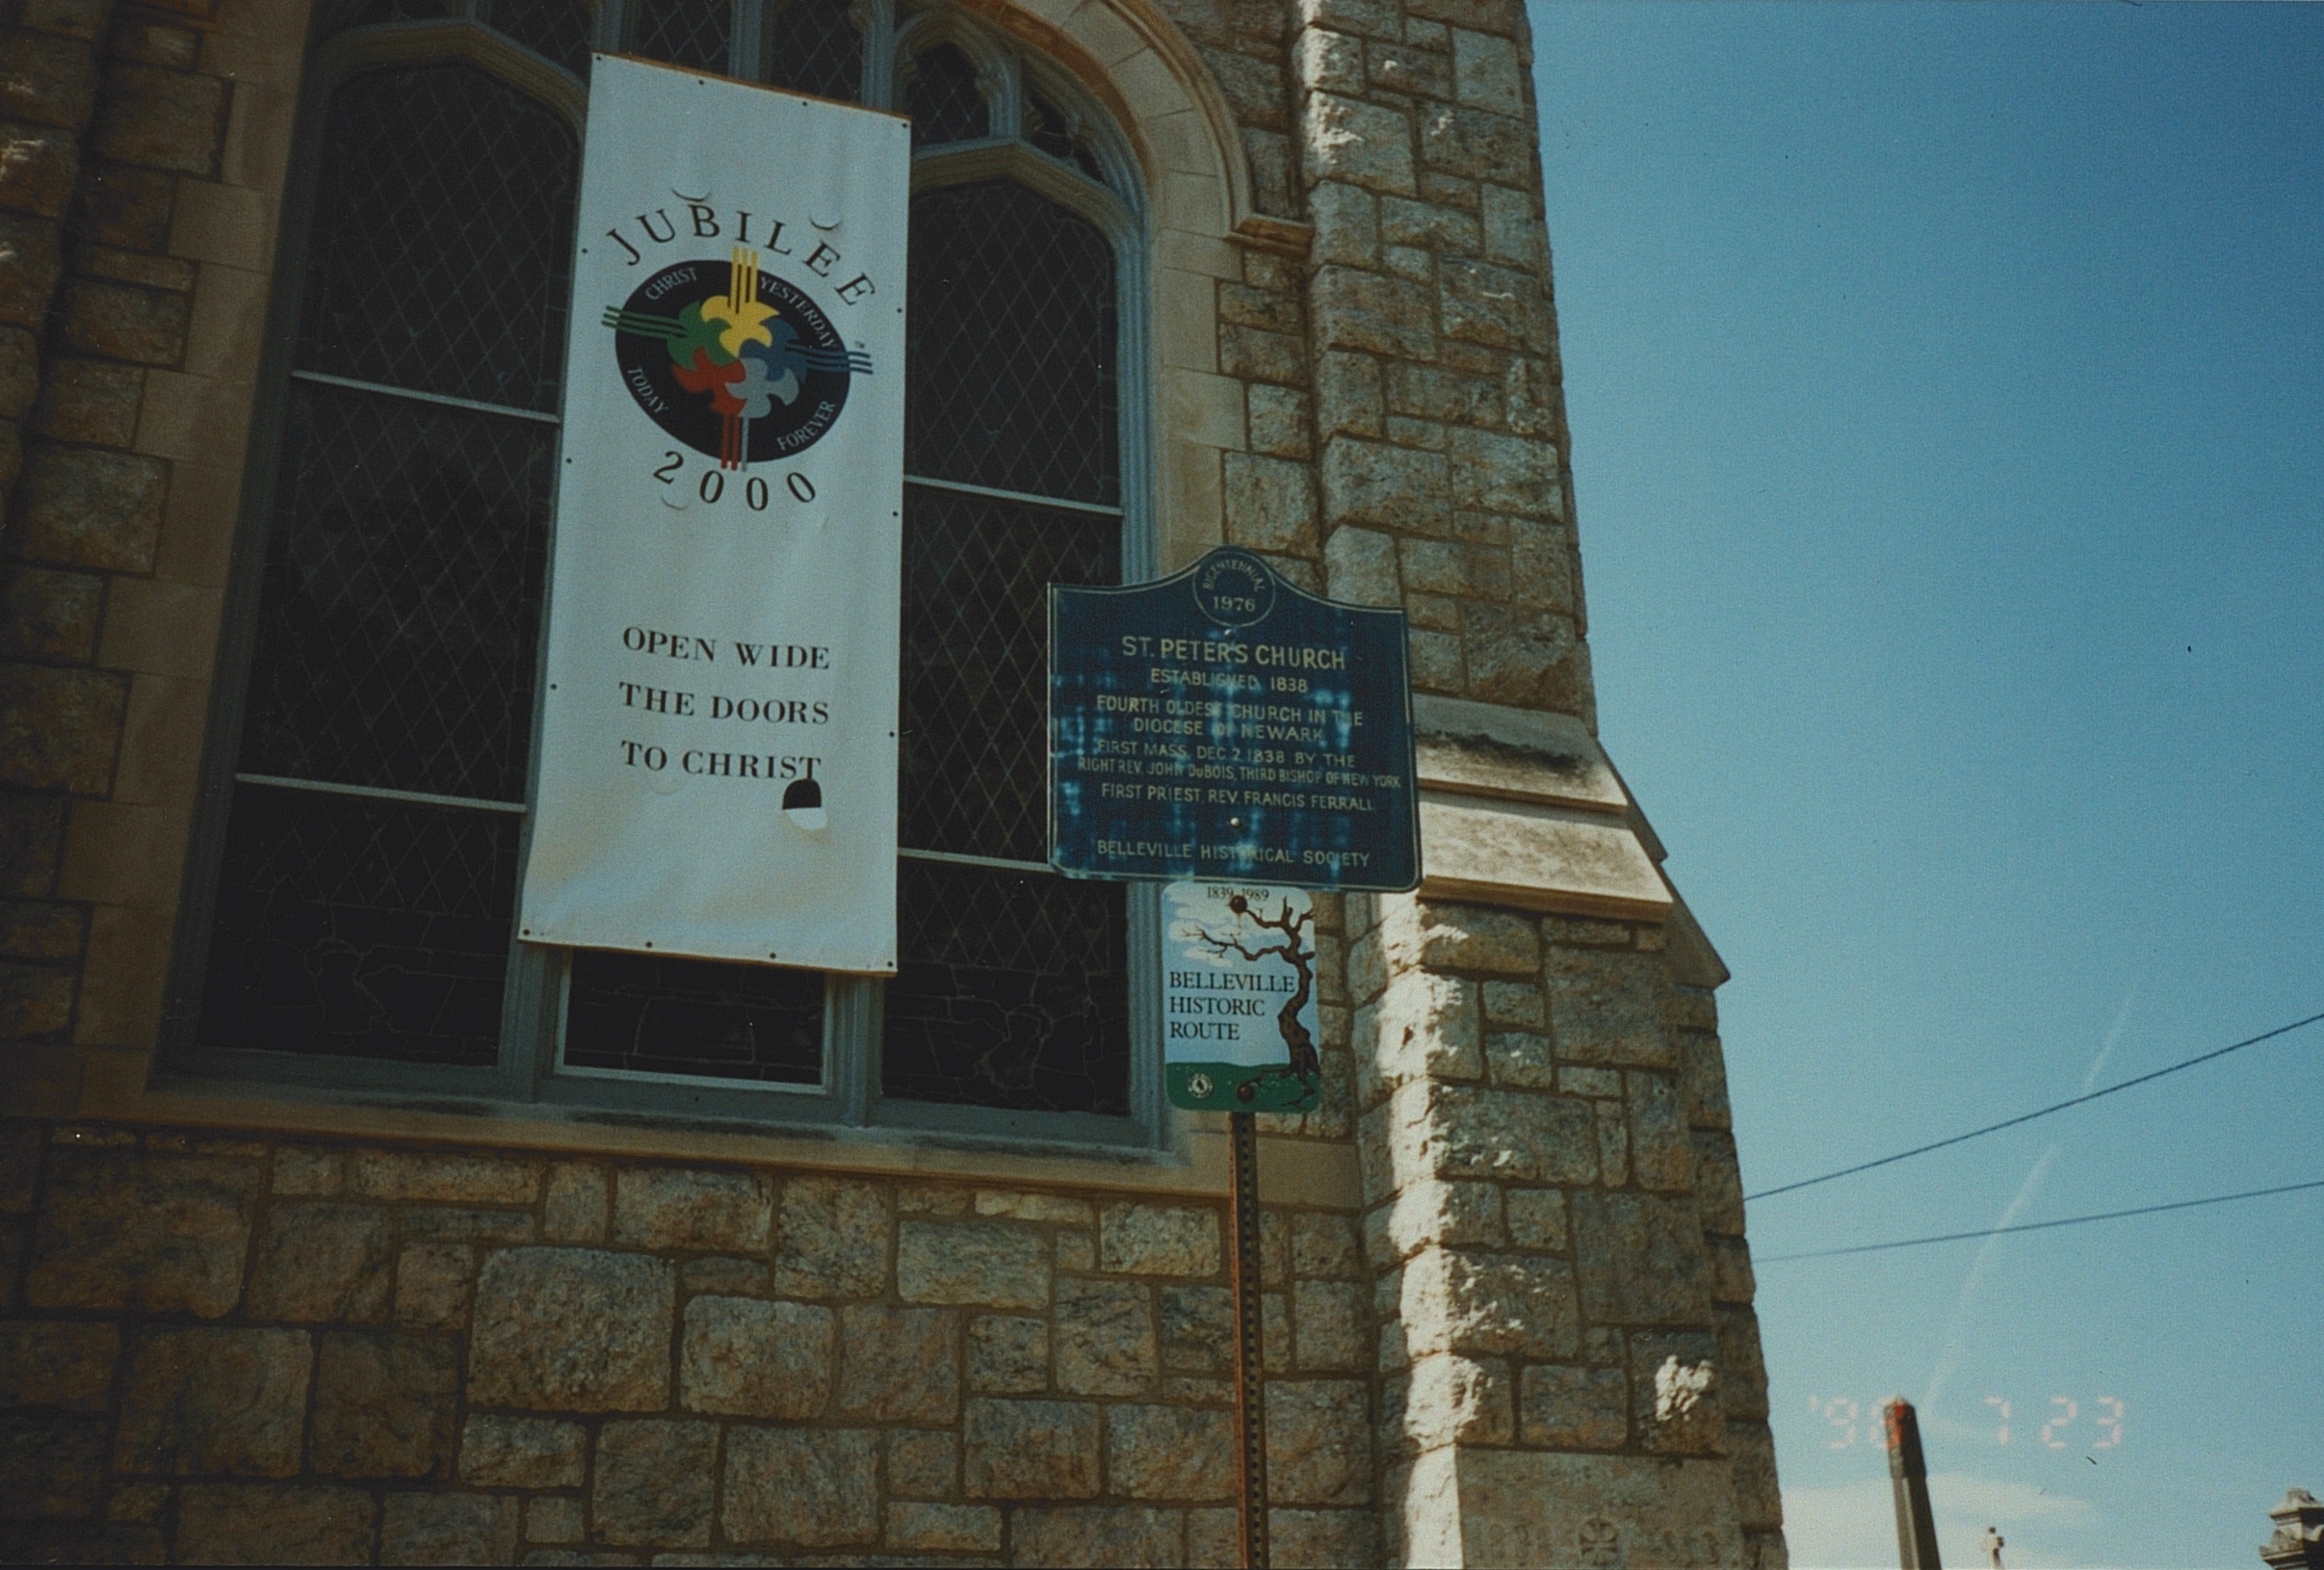 JUBILEE
CHRIST YESTERDAY
TM
TODAY FOREVER
2000
OPEN WIDE
THE DOORS
TO CHRIST
BICENTENNIAL
1976
ST. PETER'S CHURCH
ESTABLISHED 1838
FOURTH OLDEST CHURCH IN THE
DIOCESE OF NEWARK
FIRST MASS, DEC 2 1838 BY THE
RIGHT REV. JOHN DuBOIS, THIRD BISHOP OF NEW YORK
FIRST PRIEST, REV. FRANCIS FERRALL
BELLEVILLE HISTORICAL SOCIETY
1839-1989
BELLEVILLE
HISTORIC
ROUTE
7 23